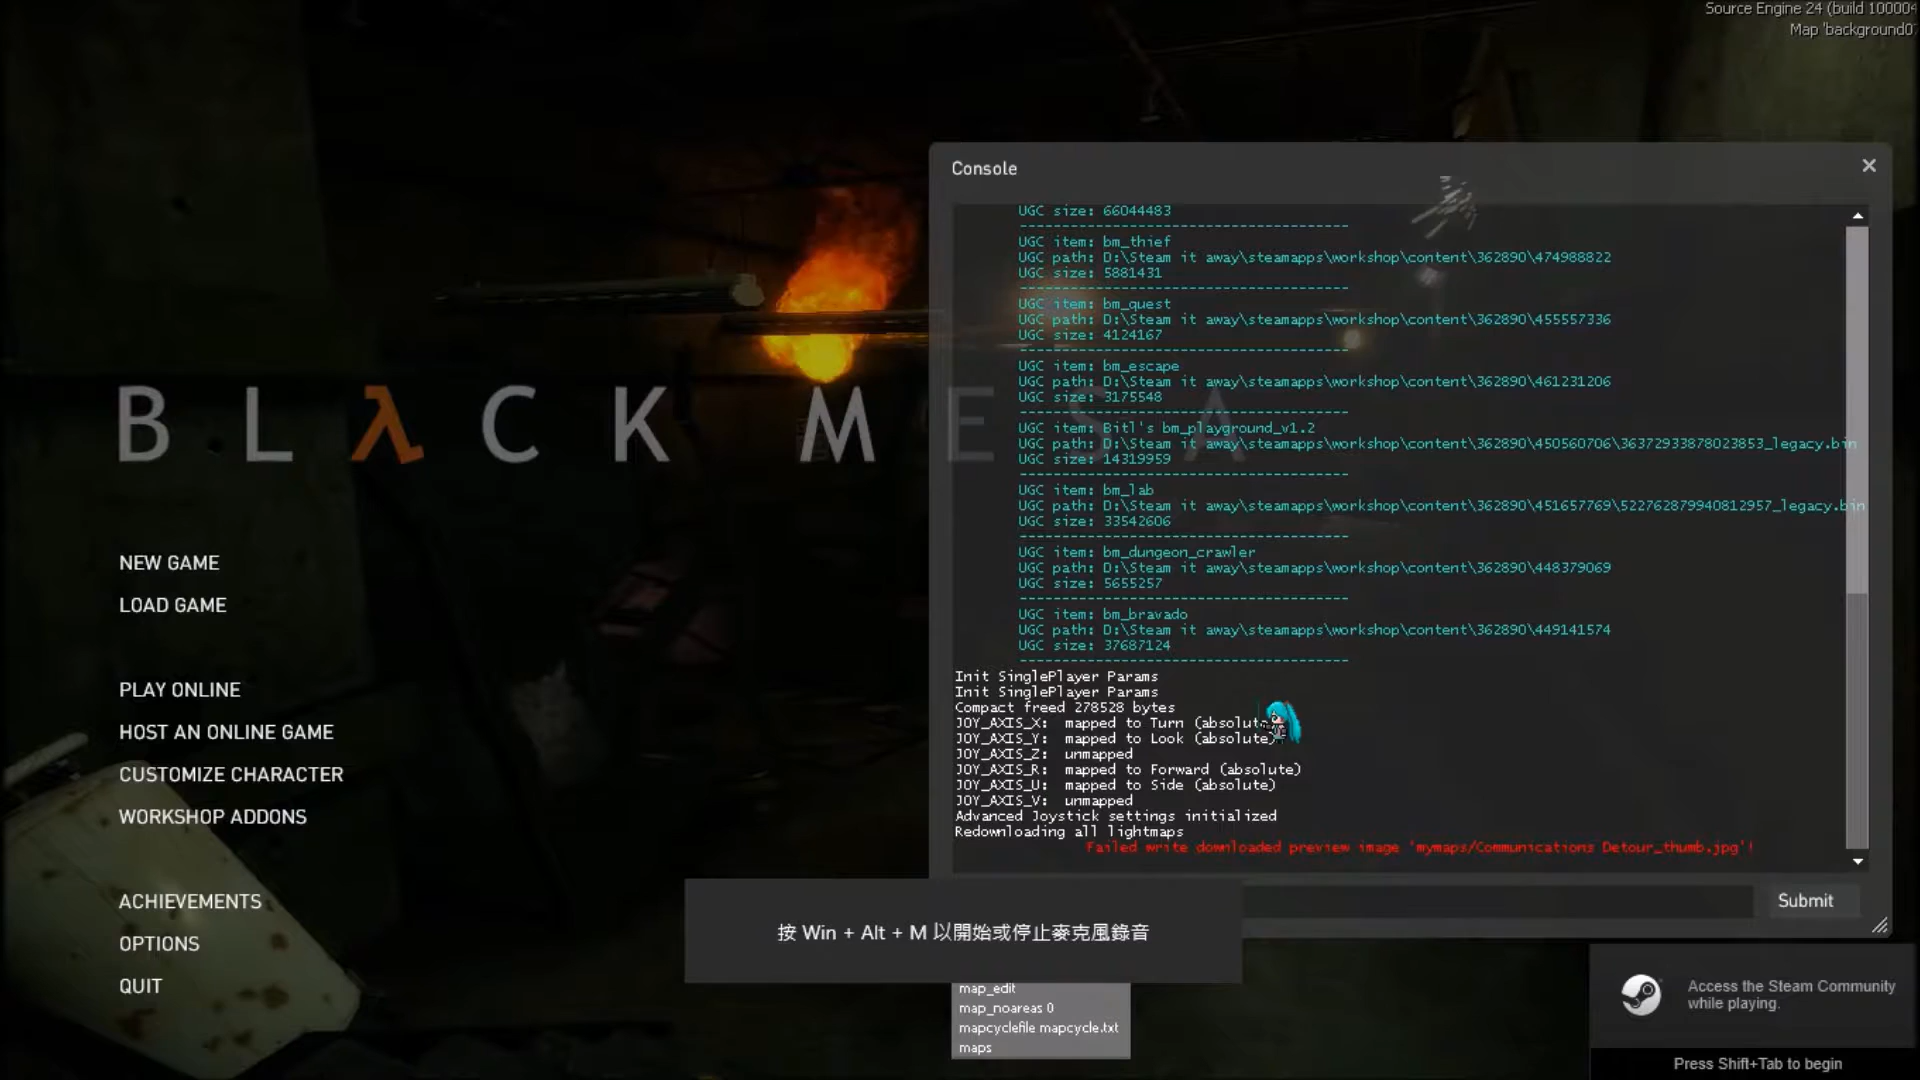 Source Engine 24 (build 100004
Map 'background0
BLλCK MESA
NEW GAME
LOAD GAME
PLAY ONLINE
HOST AN ONLINE GAME
CUSTOMIZE CHARACTER
WORKSHOP ADDONS
ACHIEVEMENTS
OPTIONS
QUIT
Console
UGC size: 66044483
---------------------------------------
UGC item: bm_thief
UGC path: D:\Steam it away\steamapps\workshop\content\362890\474988822
UGC size: 5881431
---------------------------------------
UGC item: bm_quest
UGC path: D:\Steam it away\steamapps\workshop\content\362890\455557336
UGC size: 4124167
---------------------------------------
UGC item: bm_escape
UGC path: D:\Steam it away\steamapps\workshop\content\362890\461231206
UGC size: 3175548
---------------------------------------
UGC item: Bitl's bm_playground_v1.2
UGC path: D:\Steam it away\steamapps\workshop\content\362890\450560706\363729338780238​53_legacy.bin
UGC size: 14319959
---------------------------------------
UGC item: bm_lab
UGC path: D:\Steam it away\steamapps\workshop\content\362890\451657769\522762879940812957_legacy.bin
UGC size: 33542606
---------------------------------------
UGC item: bm_dungeon_crawler
UGC path: D:\Steam it away\steamapps\workshop\content\362890\448379069
UGC size: 5655257
---------------------------------------
UGC item: bm_bravado
UGC path: D:\Steam it away\steamapps\workshop\content\362890\449141574
UGC size: 37687124
---------------------------------------
Init SinglePlayer Params
Init SinglePlayer Params
Compact freed 278528 bytes
JOY_AXIS_X: mapped to Turn (absolute)
JOY_AXIS_Y: mapped to Look (absolute)
JOY_AXIS_Z: unmapped
JOY_AXIS_R: mapped to Forward (absolute)
JOY_AXIS_U: mapped to Side (absolute)
JOY_AXIS_V: unmapped
Advanced Joystick settings initialized
Redownloading all lightmaps
Failed write downloaded preview image 'mymaps/Communications Detour_thumb.jpg'!
Submit
按 Win + Alt + M 以開始或停止麥克風錄音
map_edit
map_noareas 0
mapcyclefile mapcycle.txt
maps
Access the Steam Community
while playing.
Press Shift+Tab to begin